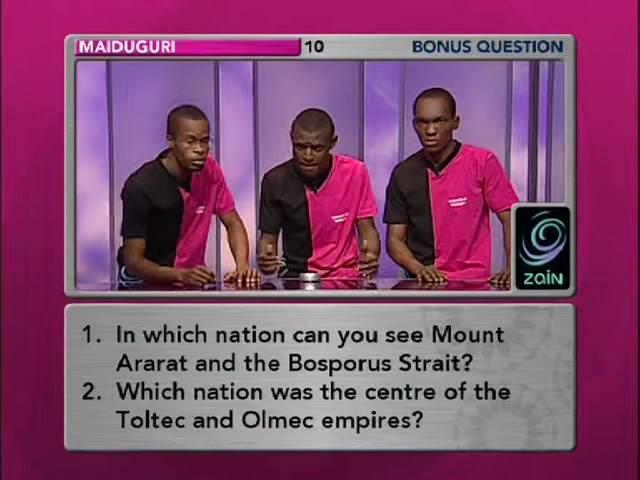 MAIDUGURI 10 BONUS QUESTION
zain
1. In which nation can you see Mount
Ararat and the Bosporus Strait?
2. Which nation was the centre of the
Toltec and Olmec empires?